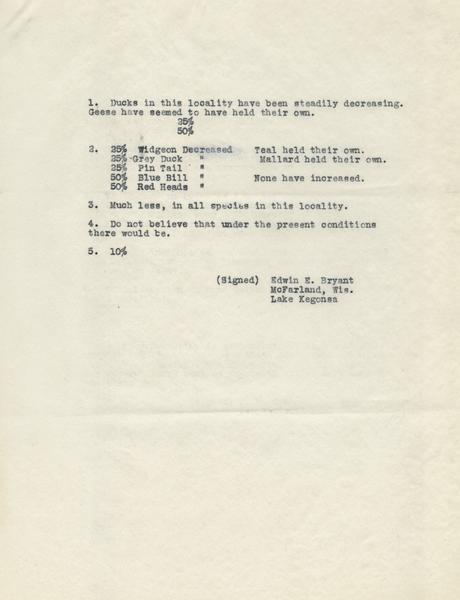 1. Ducks in this locality have been steadily decreasing.
Geese have seemed to have held their own.
25%
50%
2. 25% Widgeon Decreased Teal held their own.
25% Grey Duck " Mallard held their own.
25% Pin Tail "
50% Blue Bill " None have increased.
50% Red Heads "
3. Much less, in all species in this locality.
4. Do not believe that under the present conditions
there would be.
5. 10%
(Signed) Edwin E. Bryant
McFarland, Wis.
Lake Kegonsa